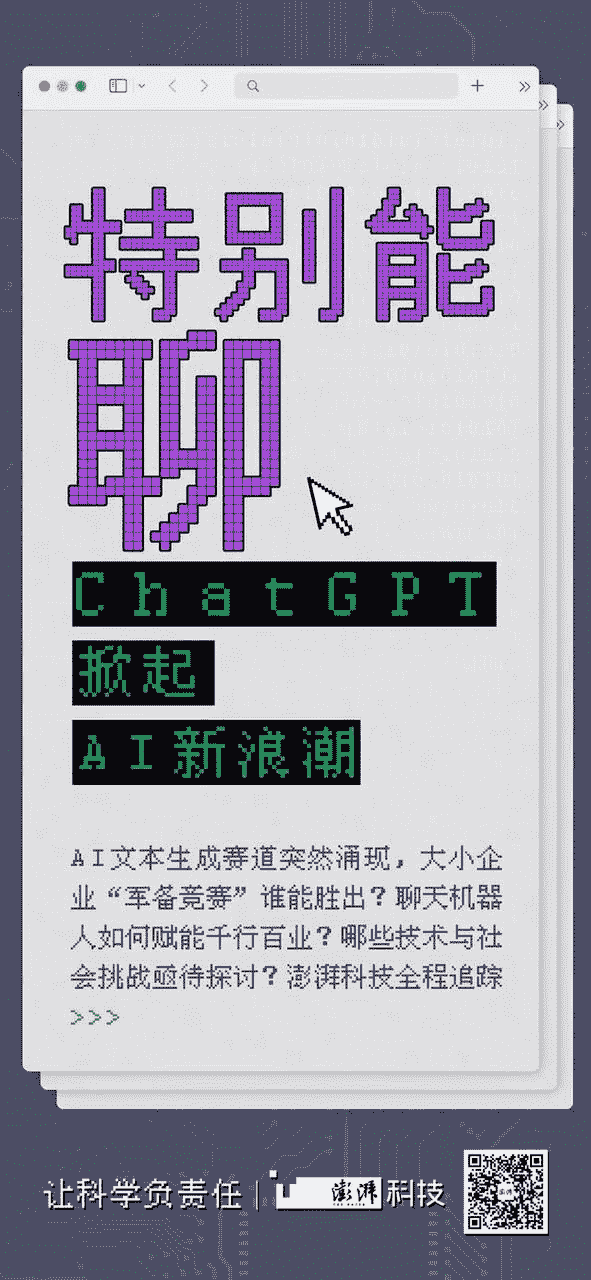 特别能
聊
ChatGPT
掀起
AI新浪潮
AI文本生成赛道突然涌现，大小企
业“军备竞赛”谁能胜出？聊天机器
人如何赋能千行百业？哪些技术与社
会挑战亟待探讨？澎湃科技全程追踪
>>>
让科学负责任 | 澎湃科技